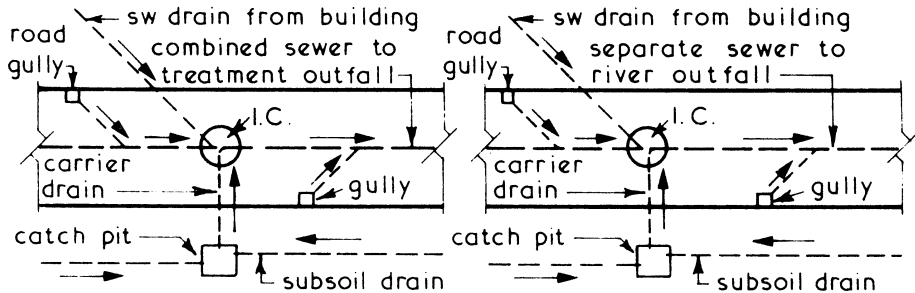 sw drain from building
combined sewer to
treatment outfall
road
gully
I.C.
carrier
drain
gully
catch pit
subsoil drain
sw drain from building
separate sewer to
river outfall
road
gully
I.C.
carrier
drain
gully
catch pit
subsoil drain